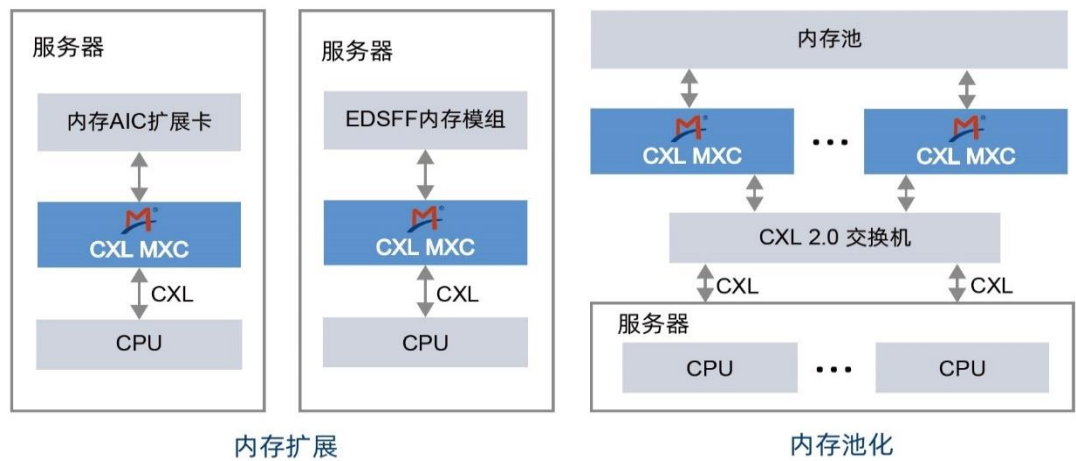 服务器
内存AIC扩展卡
CXL MXC
CXL
CPU
服务器
EDSFF内存模组
CXL MXC
CXL
CPU
内存扩展
内存池
CXL MXC
...
CXL MXC
CXL 2.0 交换机
CXL
CXL
服务器
CPU
...
CPU
内存池化